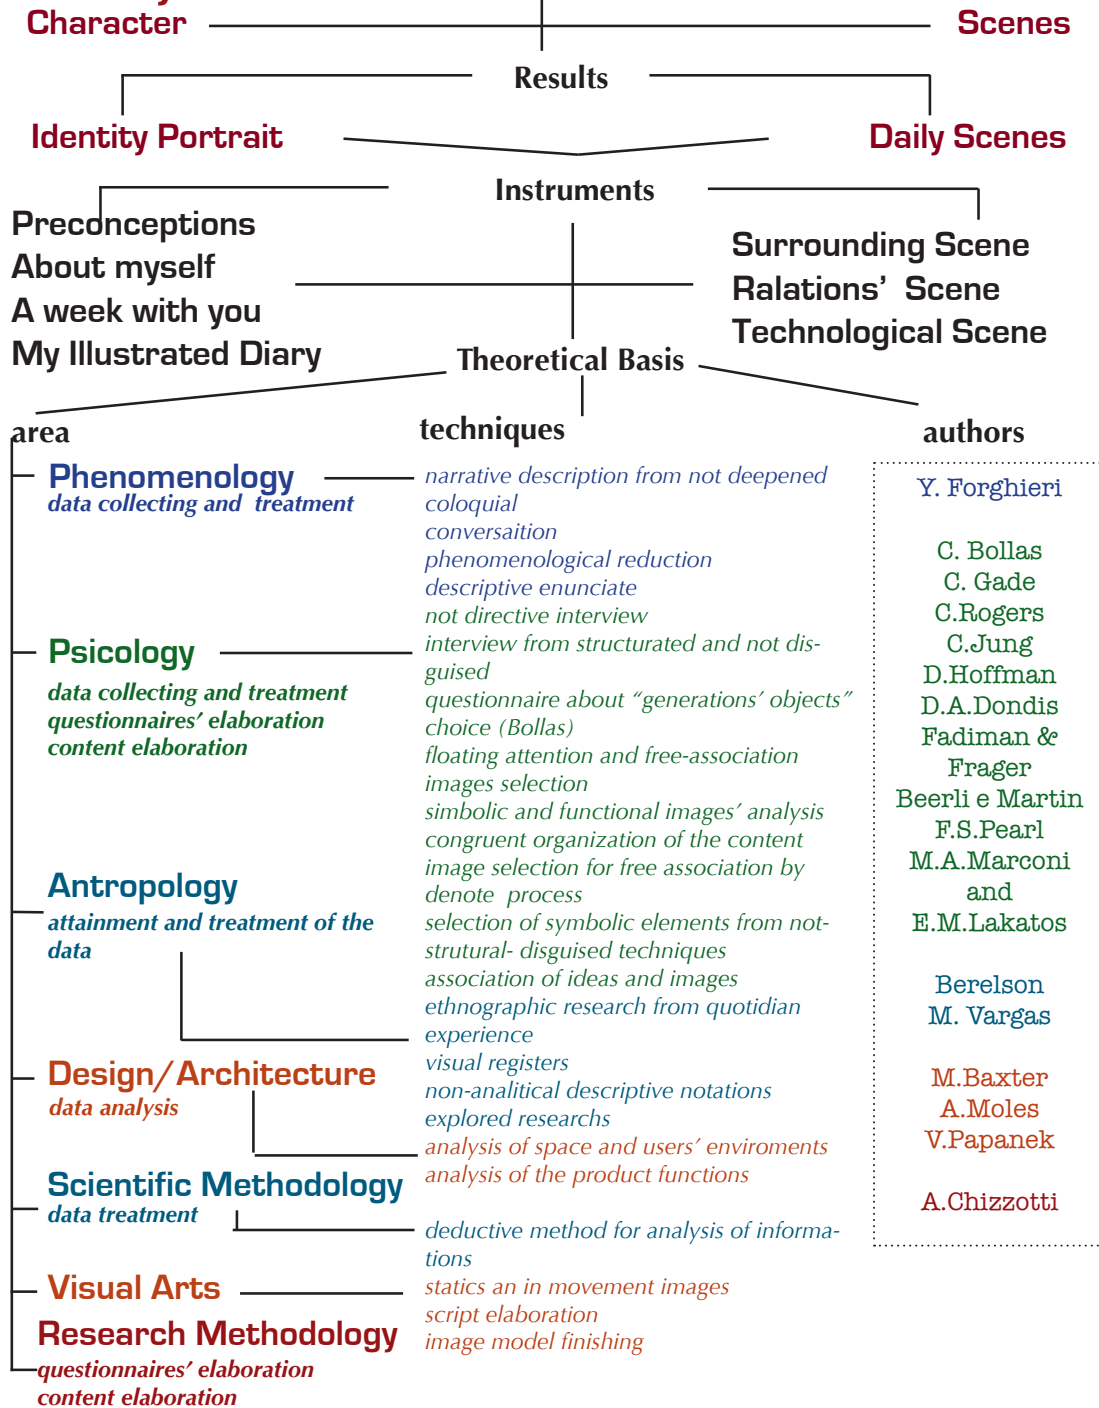 Character
Scenes
Results
Identity Portrait
Daily Scenes
Instruments
Preconceptions
About myself
A week with you
My Illustrated Diary
Surrounding Scene
Ralations' Scene
Technological Scene
Theoretical Basis
area
techniques
authors
Phenomenology
data collecting and treatment
Psicology
data collecting and treatment
questionnaires' elaboration
content elaboration
Antropology
attainment and treatment of the
data
Design/Architecture
data analysis
Scientific Methodology
data treatment
Visual Arts
Research Methodology
questionnaires' elaboration
content elaboration
narrative description from not deepened
coloquial
conversaition
phenomenological reduction
descriptive enunciate
not directive interview
interview from structurated and not dis-
guised
questionnaire about “generations' objects”
choice (Bollas)
floating attention and free-association
images selection
simbolic and functional images' analysis
congruent organization of the content
image selection for free association by
denote process
selection of symbolic elements from not-
strutural- disguised techniques
association of ideas and images
ethnographic research from quotidian
experience
visual registers
non-analitical descriptive notations
explored researchs
analysis of space and users' enviroments
analysis of the product functions
deductive method for analysis of informa-
tions
statics an in movement images
script elaboration
image model finishing
Y. Forghieri
C. Bollas
C. Gade
C.Rogers
C.Jung
D.Hoffman
D.A.Dondis
Fadiman &
Frager
Beerli e Martin
F.S.Pearl
M.A.Marconi
and
E.M.Lakatos
Berelson
M. Vargas
M.Baxter
A.Moles
V.Papanek
A.Chizzotti